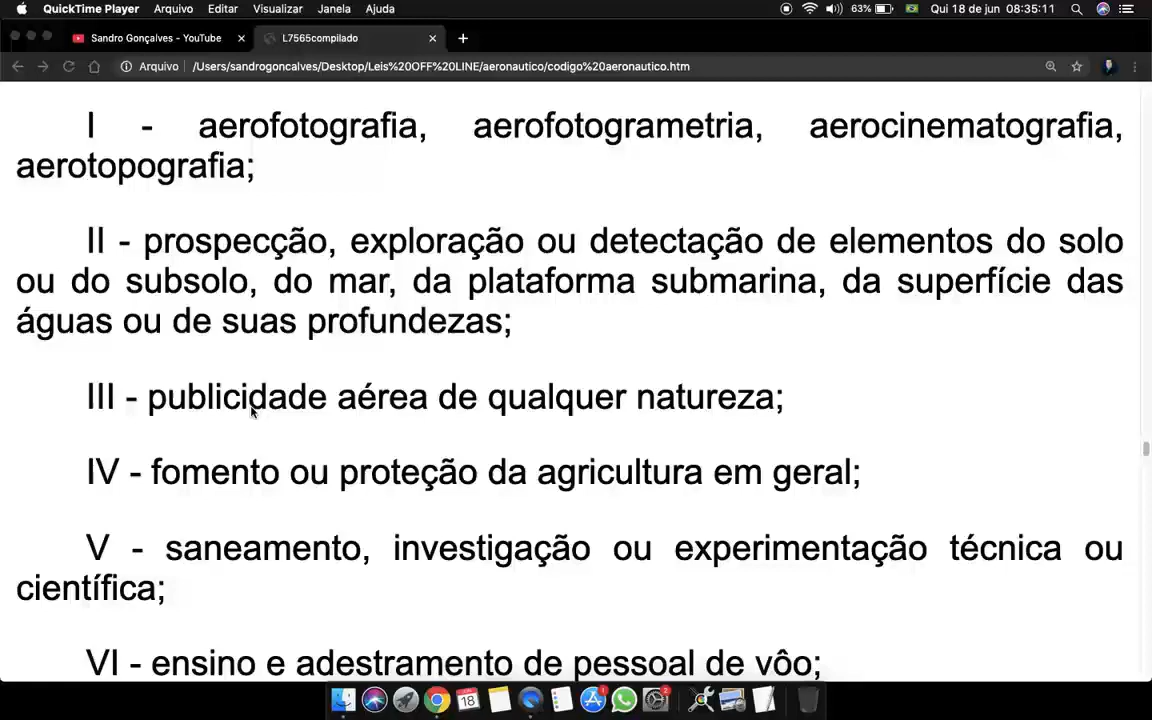 QuickTime Player Arquivo Editar Visualizar Janela Ajuda 63% Qui 18 de jun 08:35:11
Sandro Gonçalves - YouTube L7565compilado
Arquivo /Users/sandrogoncalves/Desktop/Leis%20OFF%20LINE/aeronautico/codigo%20aeronautico.htm
I - aerofotografia, aerofotogrametria, aerocinematografia,
aerotopografia;
II - prospecção, exploração ou detectação de elementos do solo
ou do subsolo, do mar, da plataforma submarina, da superfície das
águas ou de suas profundezas;
III - publicidade aérea de qualquer natureza;
IV - fomento ou proteção da agricultura em geral;
V - saneamento, investigação ou experimentação técnica ou
científica;
VI - ensino e adestramento de pessoal de vôo;
18